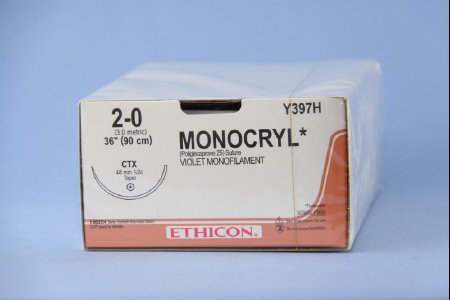 2-0
(3.0 metric)
36" (90 cm)
Y397H
MONOCRYL*
(Poliglecaprone 25) Suture
VIOLET MONOFILAMENT
CTX
48 mm 1/2c
Taper
ETHICON